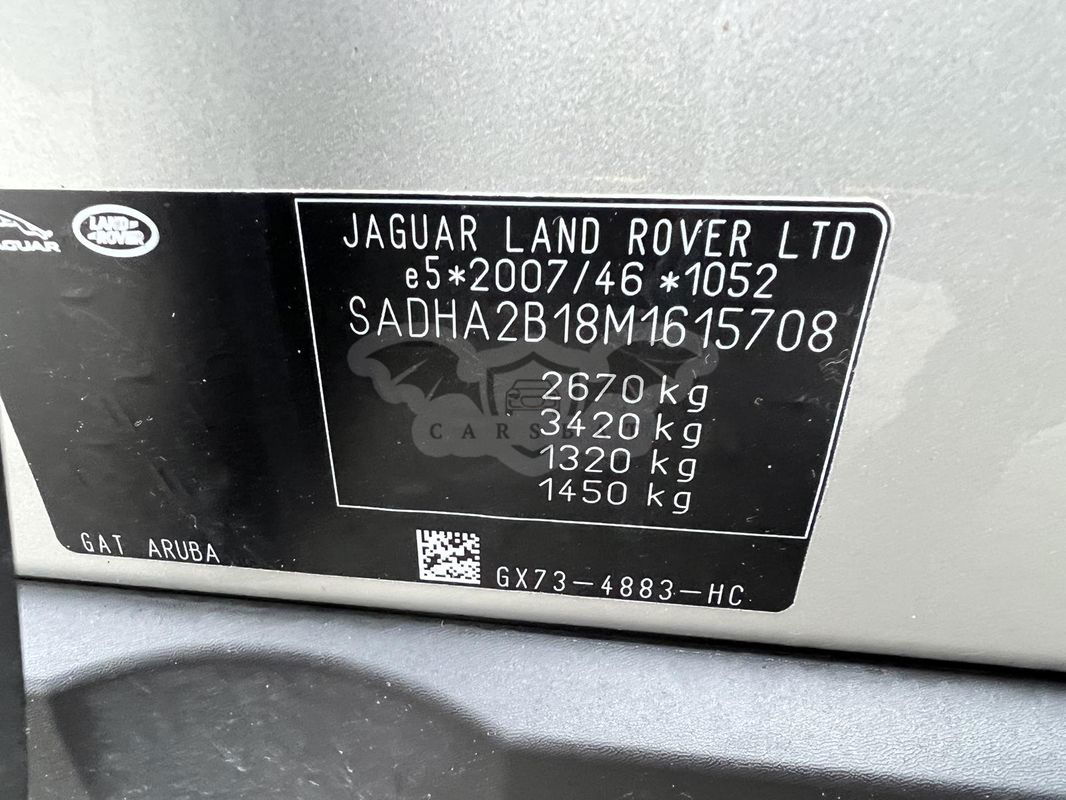 JAGUAR LAND ROVER LTD
LAND
ROVER
e5*2007/46 *1052
SADHA2B18M1615708
2670 kg
3420 kg
CARSBAT
1320 kg
1450 kg
GAT ARUBA
GX73-4883-HC